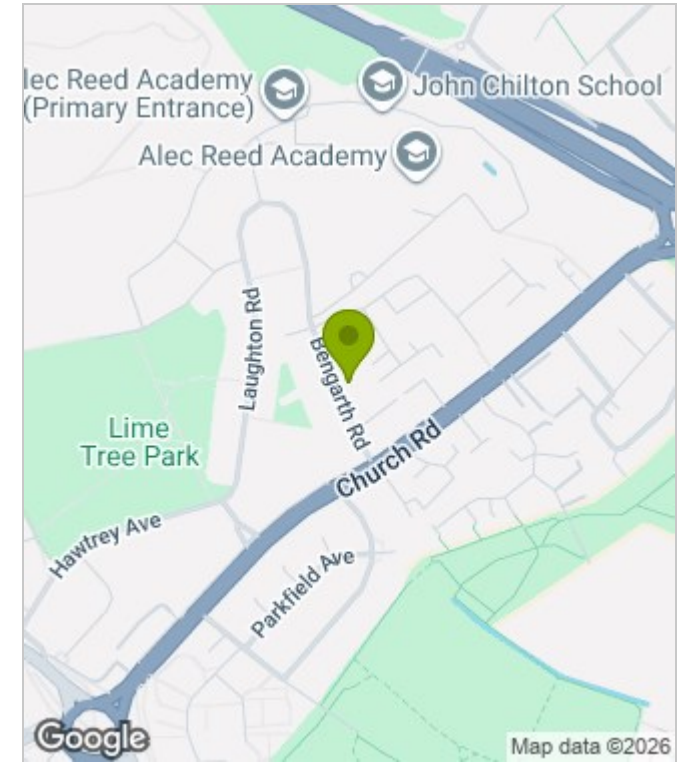 lec Reed Academy
(Primary Entrance)
John Chilton School
Alec Reed Academy
Laughton Rd
Bengarth Rd
Lime
Tree Park
Church Rd
Hawtrey Ave
Parkfield Ave
Google
Map data ©2026